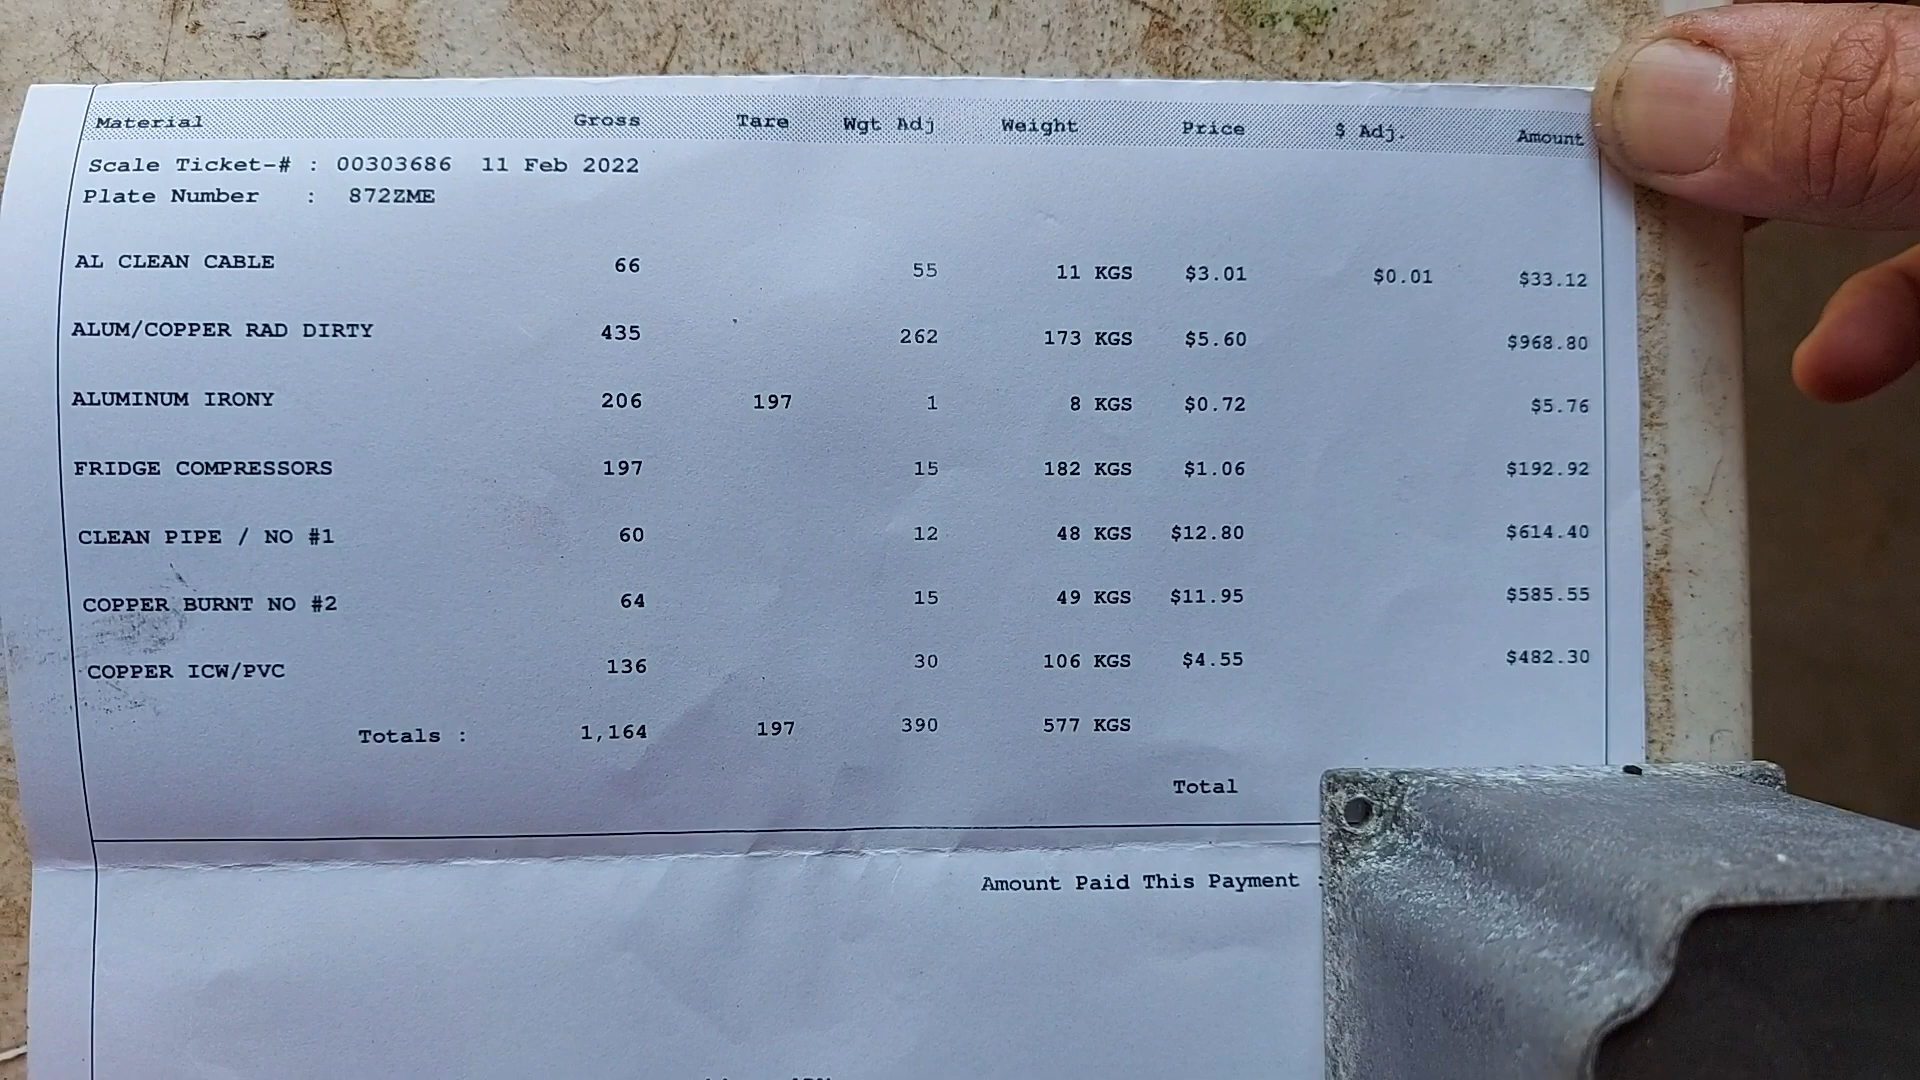 Material Gross Tare Wgt Adj Weight Price $ Adj. Amount
Scale Ticket-# : 00303686 11 Feb 2022
Plate Number : 872ZME
AL CLEAN CABLE 66 55 11 KGS $3.01 $0.01 $33.12
ALUM/COPPER RAD DIRTY 435 262 173 KGS $5.60 $968.80
ALUMINUM IRONY 206 197 1 8 KGS $0.72 $5.76
FRIDGE COMPRESSORS 197 15 182 KGS $1.06 $192.92
CLEAN PIPE / NO #1 60 12 48 KGS $12.80 $614.40
COPPER BURNT NO #2 64 15 49 KGS $11.95 $585.55
COPPER ICW/PVC 136 30 106 KGS $4.55 $482.30
Totals : 1,164 197 390 577 KGS
Total
Amount Paid This Payment :